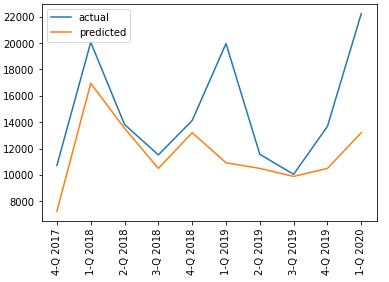 actual
predicted
22000
20000
18000
16000
14000
12000
10000
8000
4-Q 2017
1-Q 2018
2-Q 2018
3-Q 2018
4-Q 2018
1-Q 2019
2-Q 2019
3-Q 2019
4-Q 2019
1-Q 2020